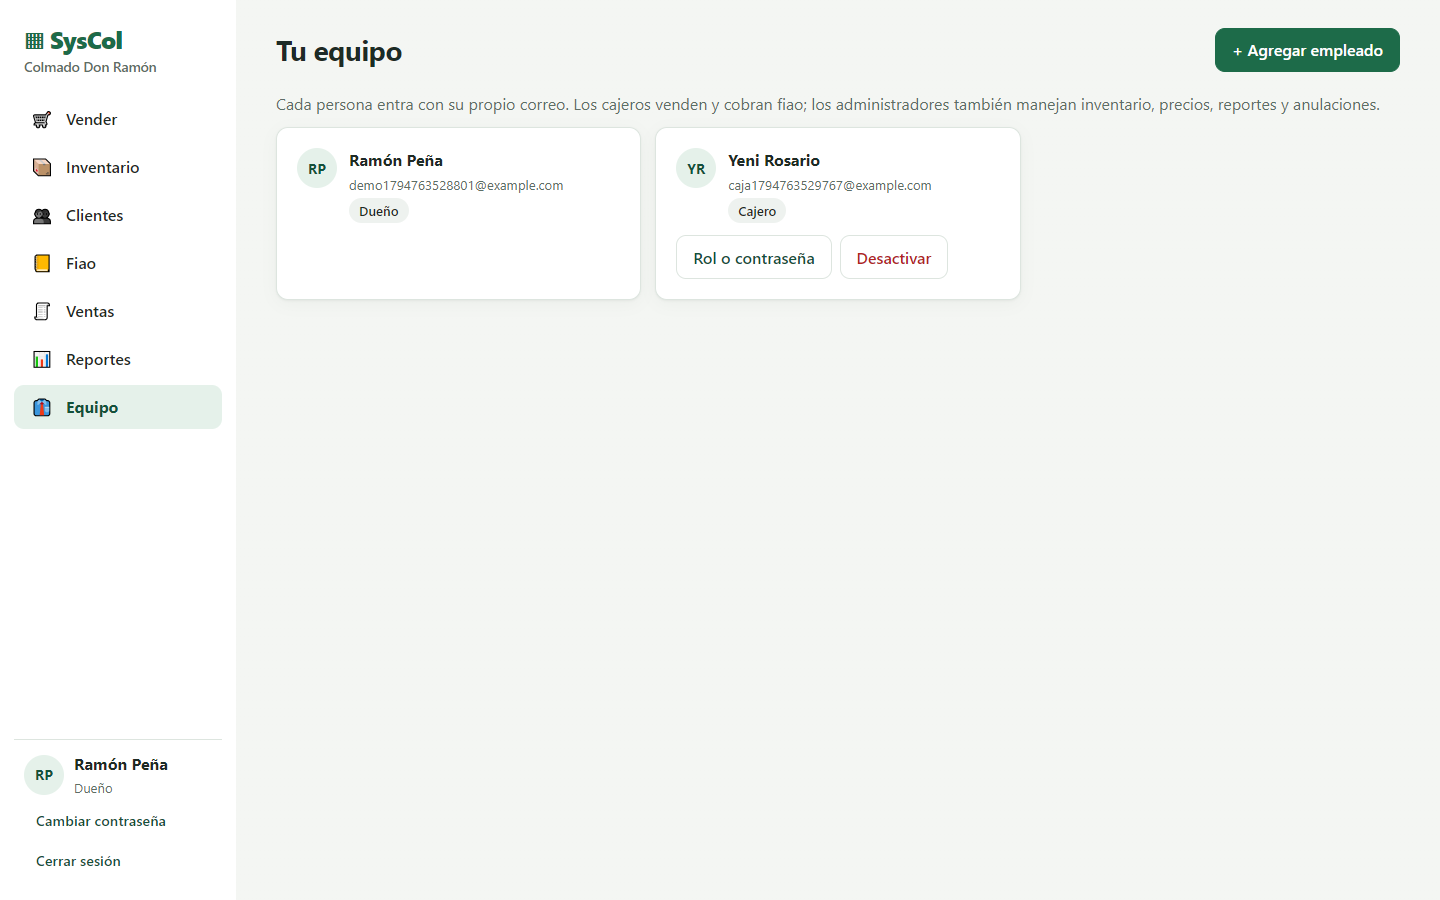 SysCol
Colmado Don Ramón
Vender
Inventario
Clientes
Fiao
Ventas
Reportes
Equipo
RP
Ramón Peña
Dueño
Cambiar contraseña
Cerrar sesión
Tu equipo
+ Agregar empleado
Cada persona entra con su propio correo. Los cajeros venden y cobran fiao; los administradores también manejan inventario, precios, reportes y anulaciones.
RP
Ramón Peña
demo1794763528801@example.com
Dueño
YR
Yeni Rosario
caja1794763529767@example.com
Cajero
Rol o contraseña
Desactivar